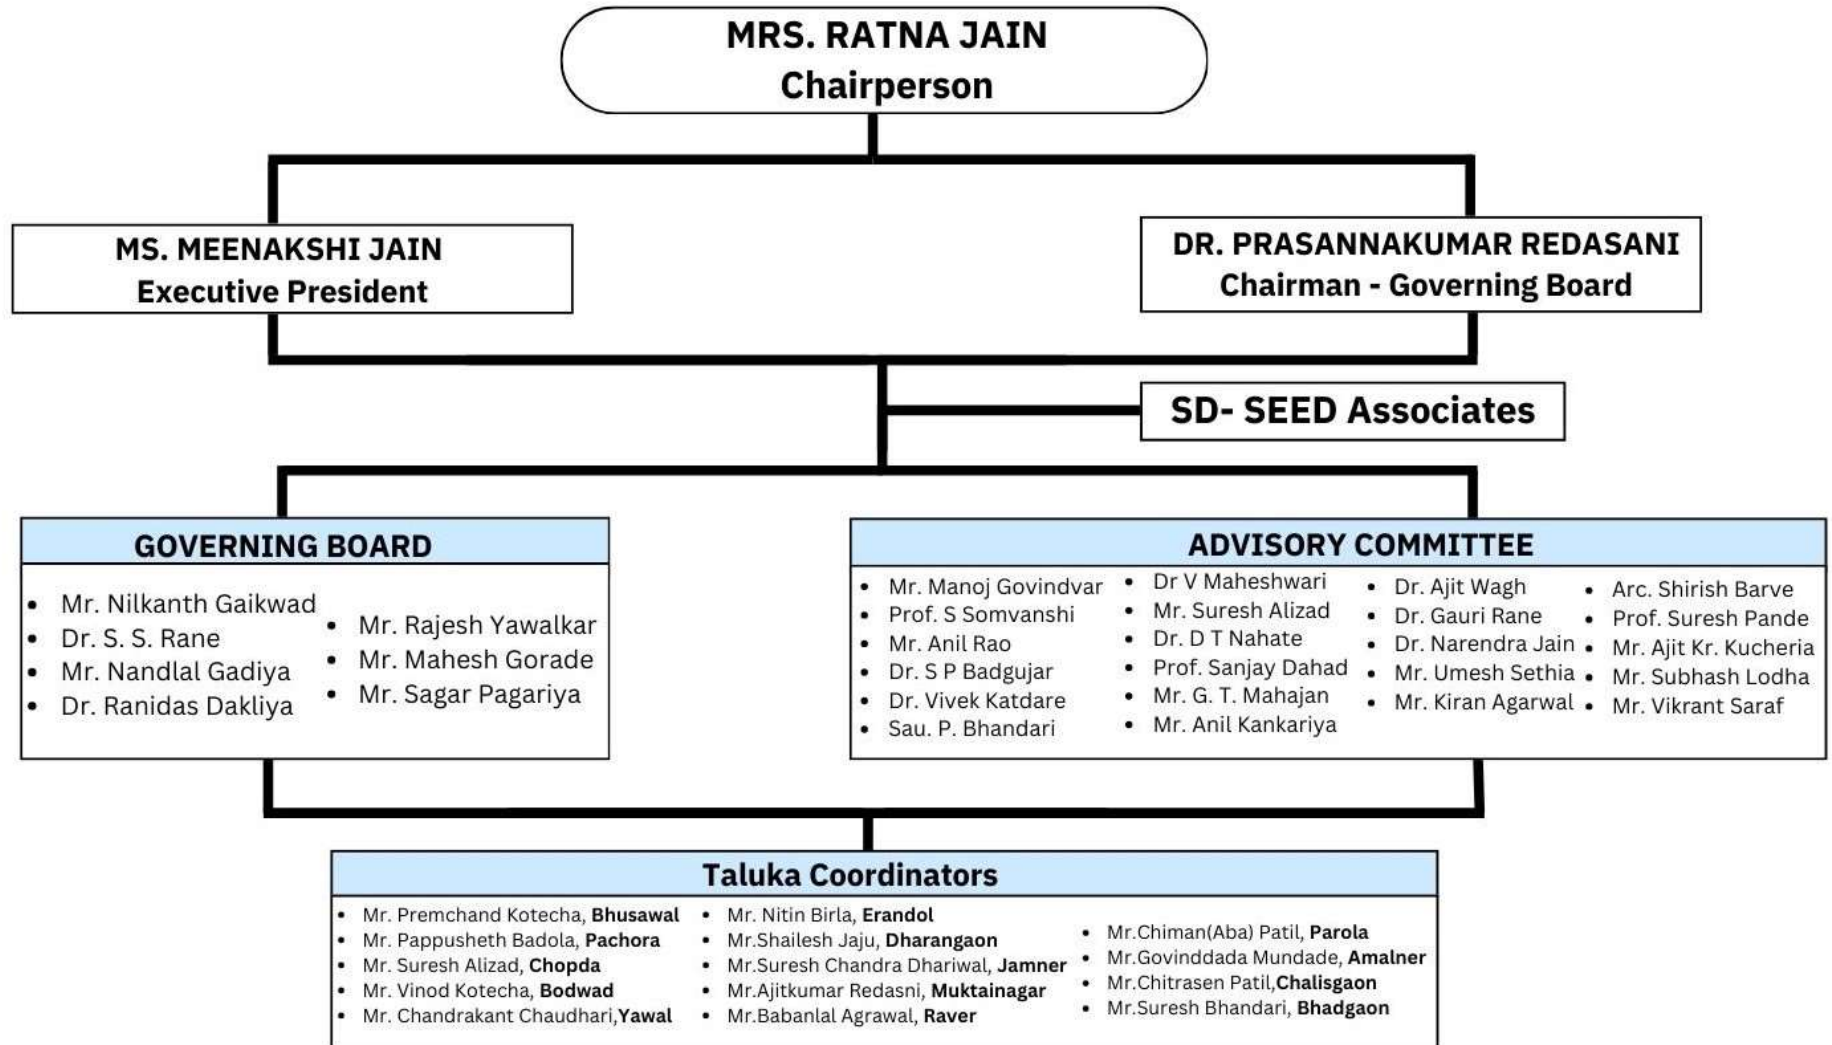 MRS. RATNA JAIN
Chairperson
MS. MEENAKSHI JAIN
Executive President
DR. PRASANNAKUMAR REDASANI
Chairman - Governing Board
SD- SEED Associates
GOVERNING BOARD
• Mr. Nilkanth Gaikwad
• Dr. S. S. Rane
• Mr. Nandlal Gadiya
• Dr. Ranidas Dakliya
• Mr. Rajesh Yawalkar
• Mr. Mahesh Gorade
• Mr. Sagar Pagariya
ADVISORY COMMITTEE
• Mr. Manoj Govindvar
• Prof. S Somvanshi
• Mr. Anil Rao
• Dr. S P Badgujar
• Dr. Vivek Katdare
• Sau. P. Bhandari
• Dr V Maheshwari
• Mr. Suresh Alizad
• Dr. D T Nahate
• Prof. Sanjay Dahad
• Mr. G. T. Mahajan
• Mr. Anil Kankariya
• Dr. Ajit Wagh
• Dr. Gauri Rane
• Dr. Narendra Jain
• Mr. Umesh Sethia
• Mr. Kiran Agarwal
• Arc. Shirish Barve
• Prof. Suresh Pande
• Mr. Ajit Kr. Kucheria
• Mr. Subhash Lodha
• Mr. Vikrant Saraf
Taluka Coordinators
• Mr. Premchand Kotecha, Bhusawal
• Mr. Pappusheth Badola, Pachora
• Mr. Suresh Alizad, Chopda
• Mr. Vinod Kotecha, Bodwad
• Mr. Chandrakant Chaudhari,Yawal
• Mr. Nitin Birla, Erandol
• Mr.Shailesh Jaju, Dharangaon
• Mr.Suresh Chandra Dhariwal, Jamner
• Mr.Ajitkumar Redasni, Muktainagar
• Mr.Babanlal Agrawal, Raver
• Mr.Chiman(Aba) Patil, Parola
• Mr.Govinddada Mundade, Amalner
• Mr.Chitrasen Patil,Chalisgaon
• Mr.Suresh Bhandari, Bhadgaon